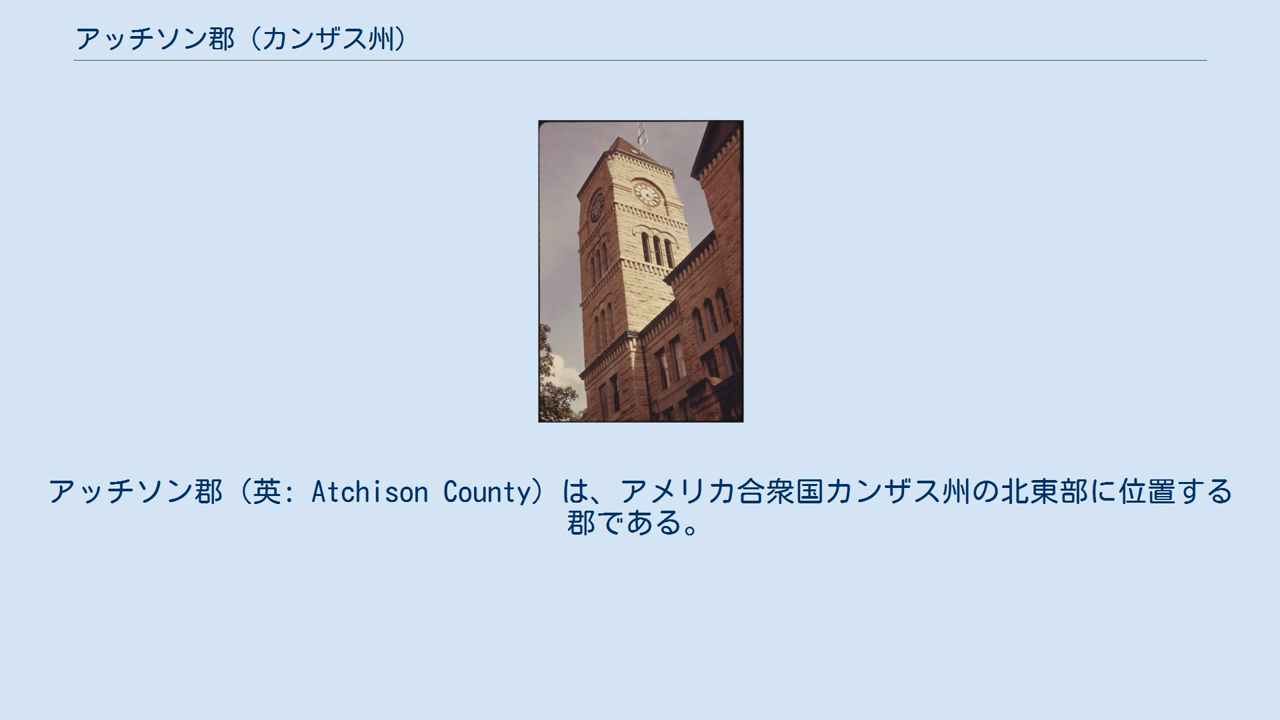 アッチソン郡（カンザス州）
アッチソン郡（英: Atchison County）は、アメリカ合衆国カンザス州の北東部に位置する
郡である。